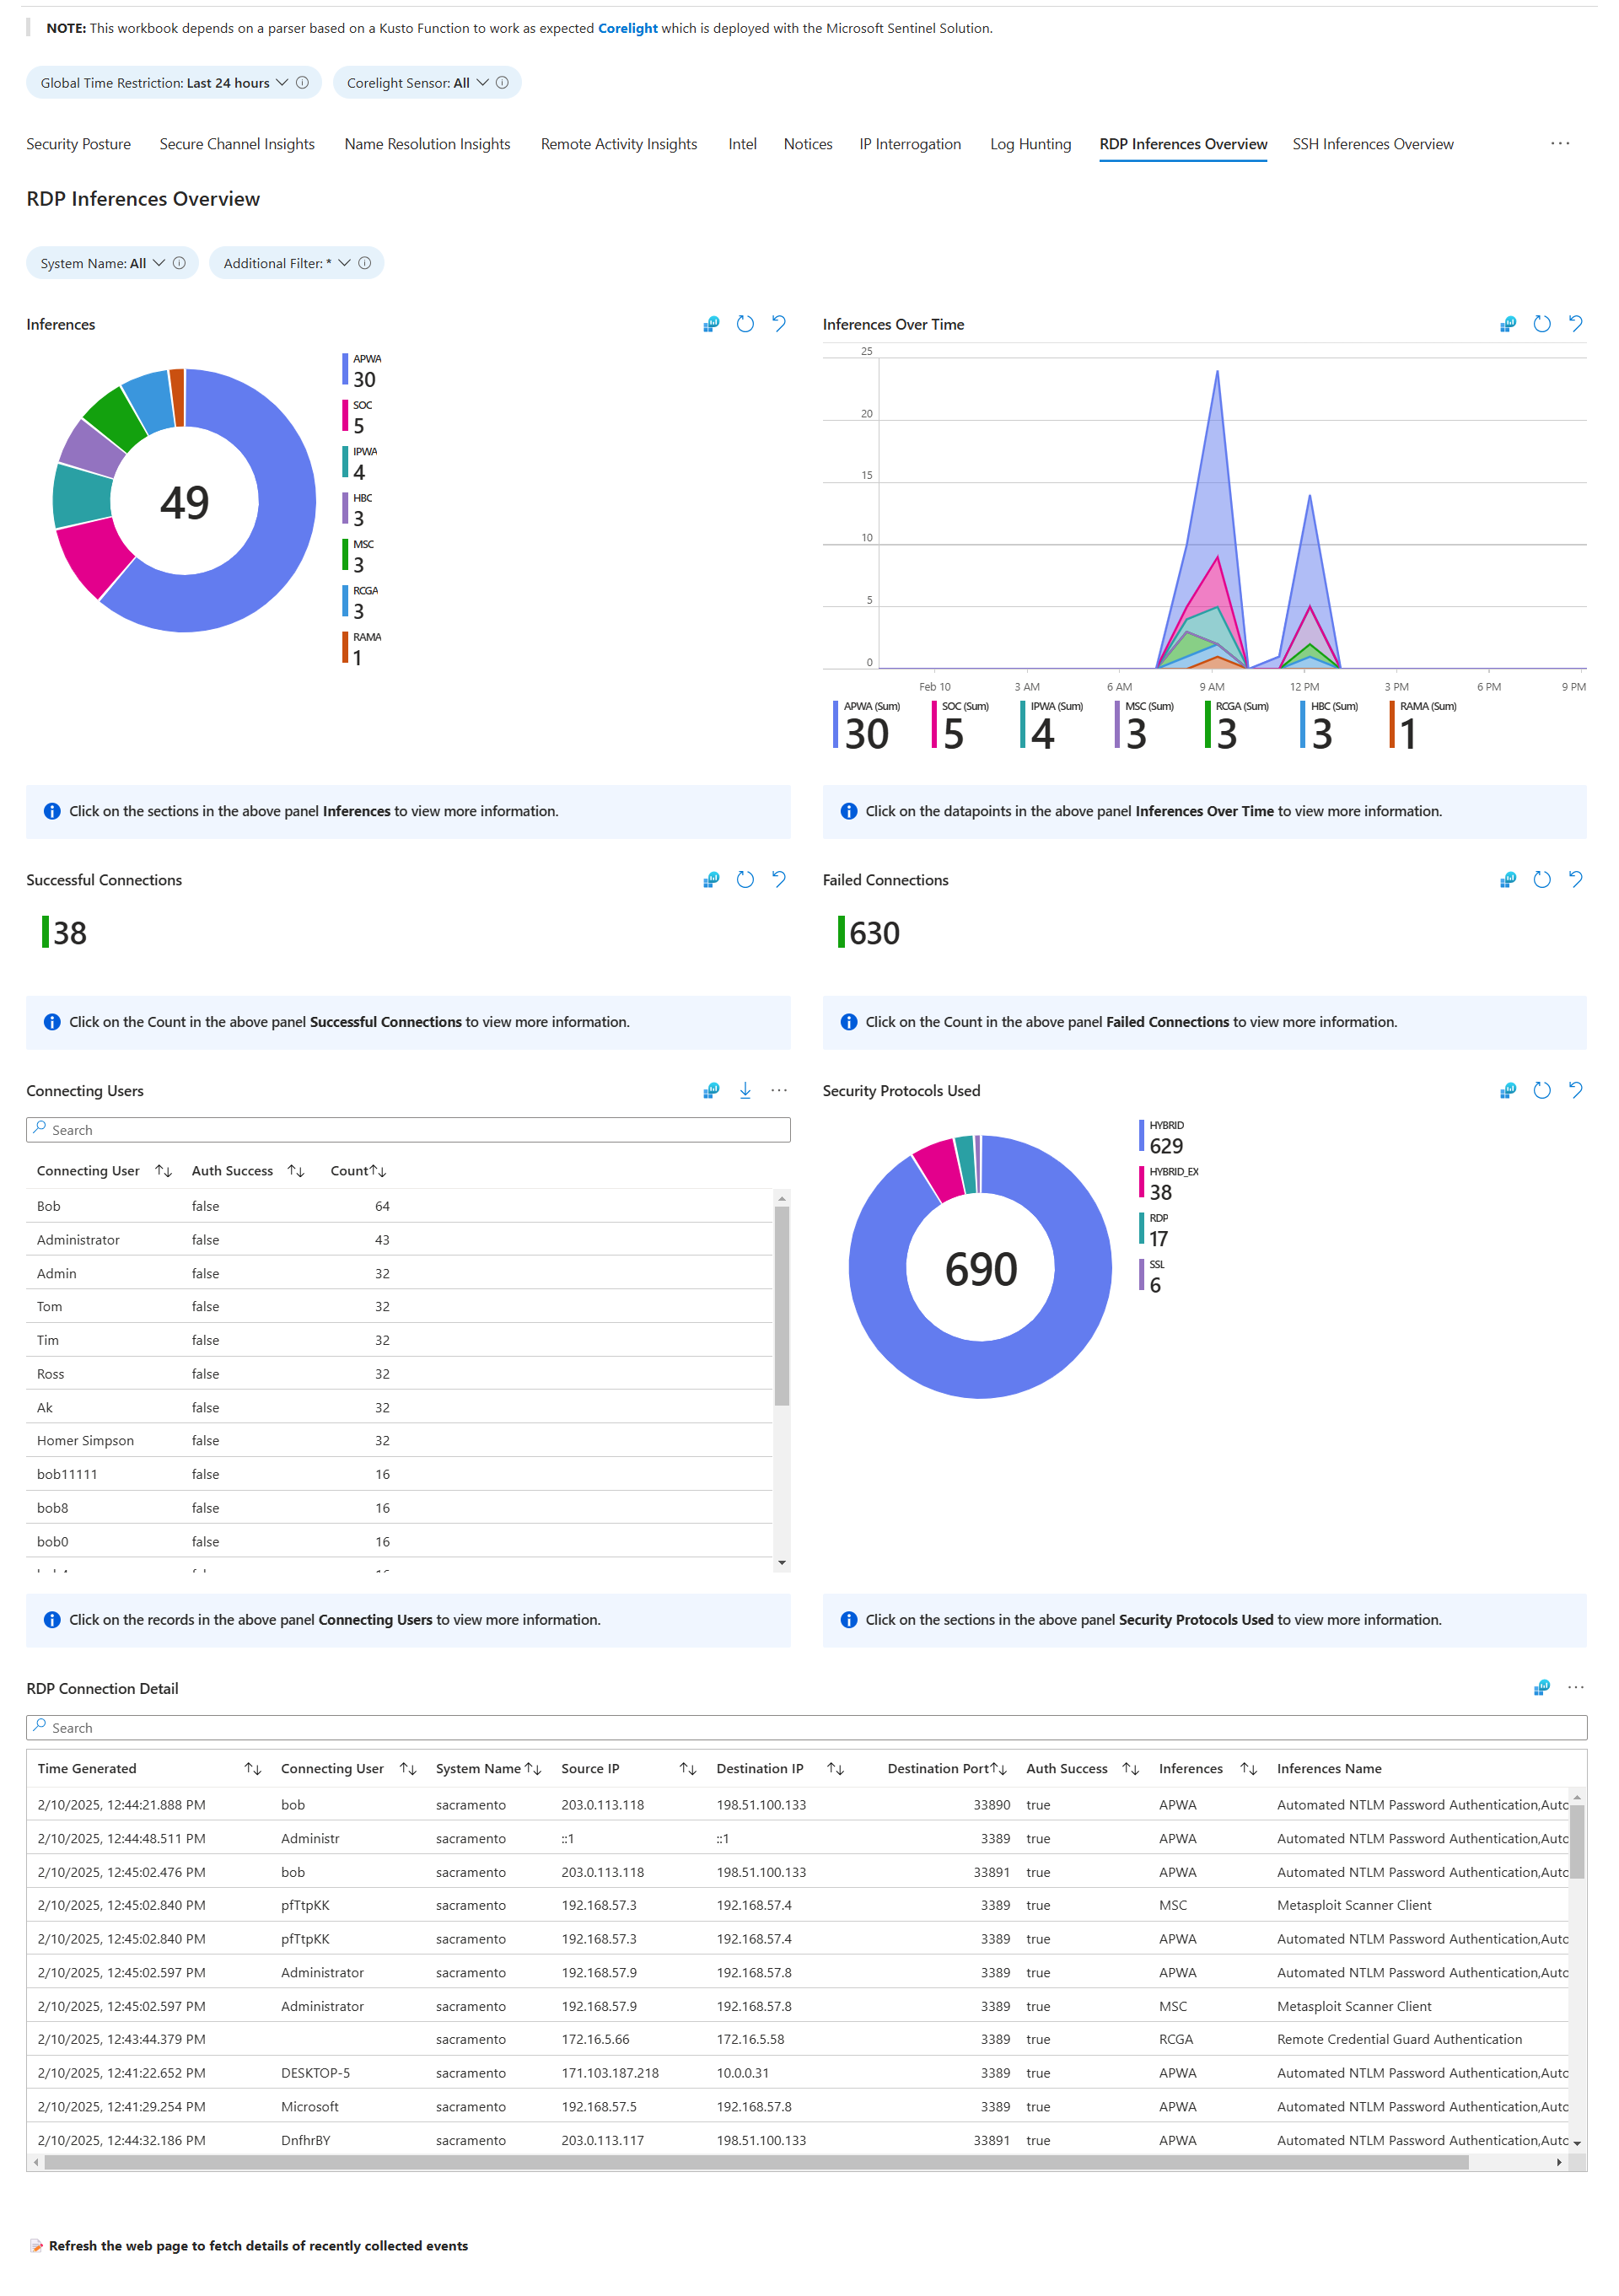 NOTE: This workbook depends on a parser based on a Kusto Function to work as expected Corelight which is deployed with the Microsoft Sentinel Solution.
Global Time Restriction: Last 24 hours
Corelight Sensor: All
Security Posture Secure Channel Insights Name Resolution Insights Remote Activity Insights Intel Notices IP Interrogation Log Hunting RDP Inferences Overview SSH Inferences Overview ···
RDP Inferences Overview
System Name: All
Additional Filter: *
Inferences
49
APWA
30
SOC
5
IPWA
4
HBC
3
MSC
3
RCGA
3
RAMA
1
Inferences Over Time
25
20
15
10
5
0
Feb 10 3 AM 6 AM 9 AM 12 PM 3 PM 6 PM 9 PM
APWA (Sum) SOC (Sum) IPWA (Sum) MSC (Sum) RCGA (Sum) HBC (Sum) RAMA (Sum)
30 5 4 3 3 3 1
Click on the sections in the above panel Inferences to view more information.
Click on the datapoints in the above panel Inferences Over Time to view more information.
Successful Connections
38
Failed Connections
630
Click on the Count in the above panel Successful Connections to view more information.
Click on the Count in the above panel Failed Connections to view more information.
Connecting Users
Search
Connecting User Auth Success Count
Bob false 64
Administrator false 43
Admin false 32
Tom false 32
Tim false 32
Ross false 32
Ak false 32
Homer Simpson false 32
bob11111 false 16
bob8 false 16
bob0 false 16
Security Protocols Used
690
HYBRID
629
HYBRID_EX
38
RDP
17
SSL
6
Click on the records in the above panel Connecting Users to view more information.
Click on the sections in the above panel Security Protocols Used to view more information.
RDP Connection Detail
Search
Time Generated Connecting User System Name Source IP Destination IP Destination Port Auth Success Inferences Inferences Name
2/10/2025, 12:44:21.888 PM bob sacramento 203.0.113.118 198.51.100.133 33890 true APWA Automated NTLM Password Authentication,Autc
2/10/2025, 12:44:48.511 PM Administr sacramento ::1 ::1 3389 true APWA Automated NTLM Password Authentication,Autc
2/10/2025, 12:45:02.476 PM bob sacramento 203.0.113.118 198.51.100.133 33891 true APWA Automated NTLM Password Authentication,Autc
2/10/2025, 12:45:02.840 PM pfTtpKK sacramento 192.168.57.3 192.168.57.4 3389 true MSC Metasploit Scanner Client
2/10/2025, 12:45:02.840 PM pfTtpKK sacramento 192.168.57.3 192.168.57.4 3389 true APWA Automated NTLM Password Authentication,Autc
2/10/2025, 12:45:02.597 PM Administrator sacramento 192.168.57.9 192.168.57.8 3389 true APWA Automated NTLM Password Authentication,Autc
2/10/2025, 12:45:02.597 PM Administrator sacramento 192.168.57.9 192.168.57.8 3389 true MSC Metasploit Scanner Client
2/10/2025, 12:43:44.379 PM sacramento 172.16.5.66 172.16.5.58 3389 true RCGA Remote Credential Guard Authentication
2/10/2025, 12:41:22.652 PM DESKTOP-5 sacramento 171.103.187.218 10.0.0.31 3389 true APWA Automated NTLM Password Authentication,Autc
2/10/2025, 12:41:29.254 PM Microsoft sacramento 192.168.57.5 192.168.57.8 3389 true APWA Automated NTLM Password Authentication,Autc
2/10/2025, 12:44:32.186 PM DnfhrBY sacramento 203.0.113.117 198.51.100.133 33891 true APWA Automated NTLM Password Authentication,Autc
Refresh the web page to fetch details of recently collected events